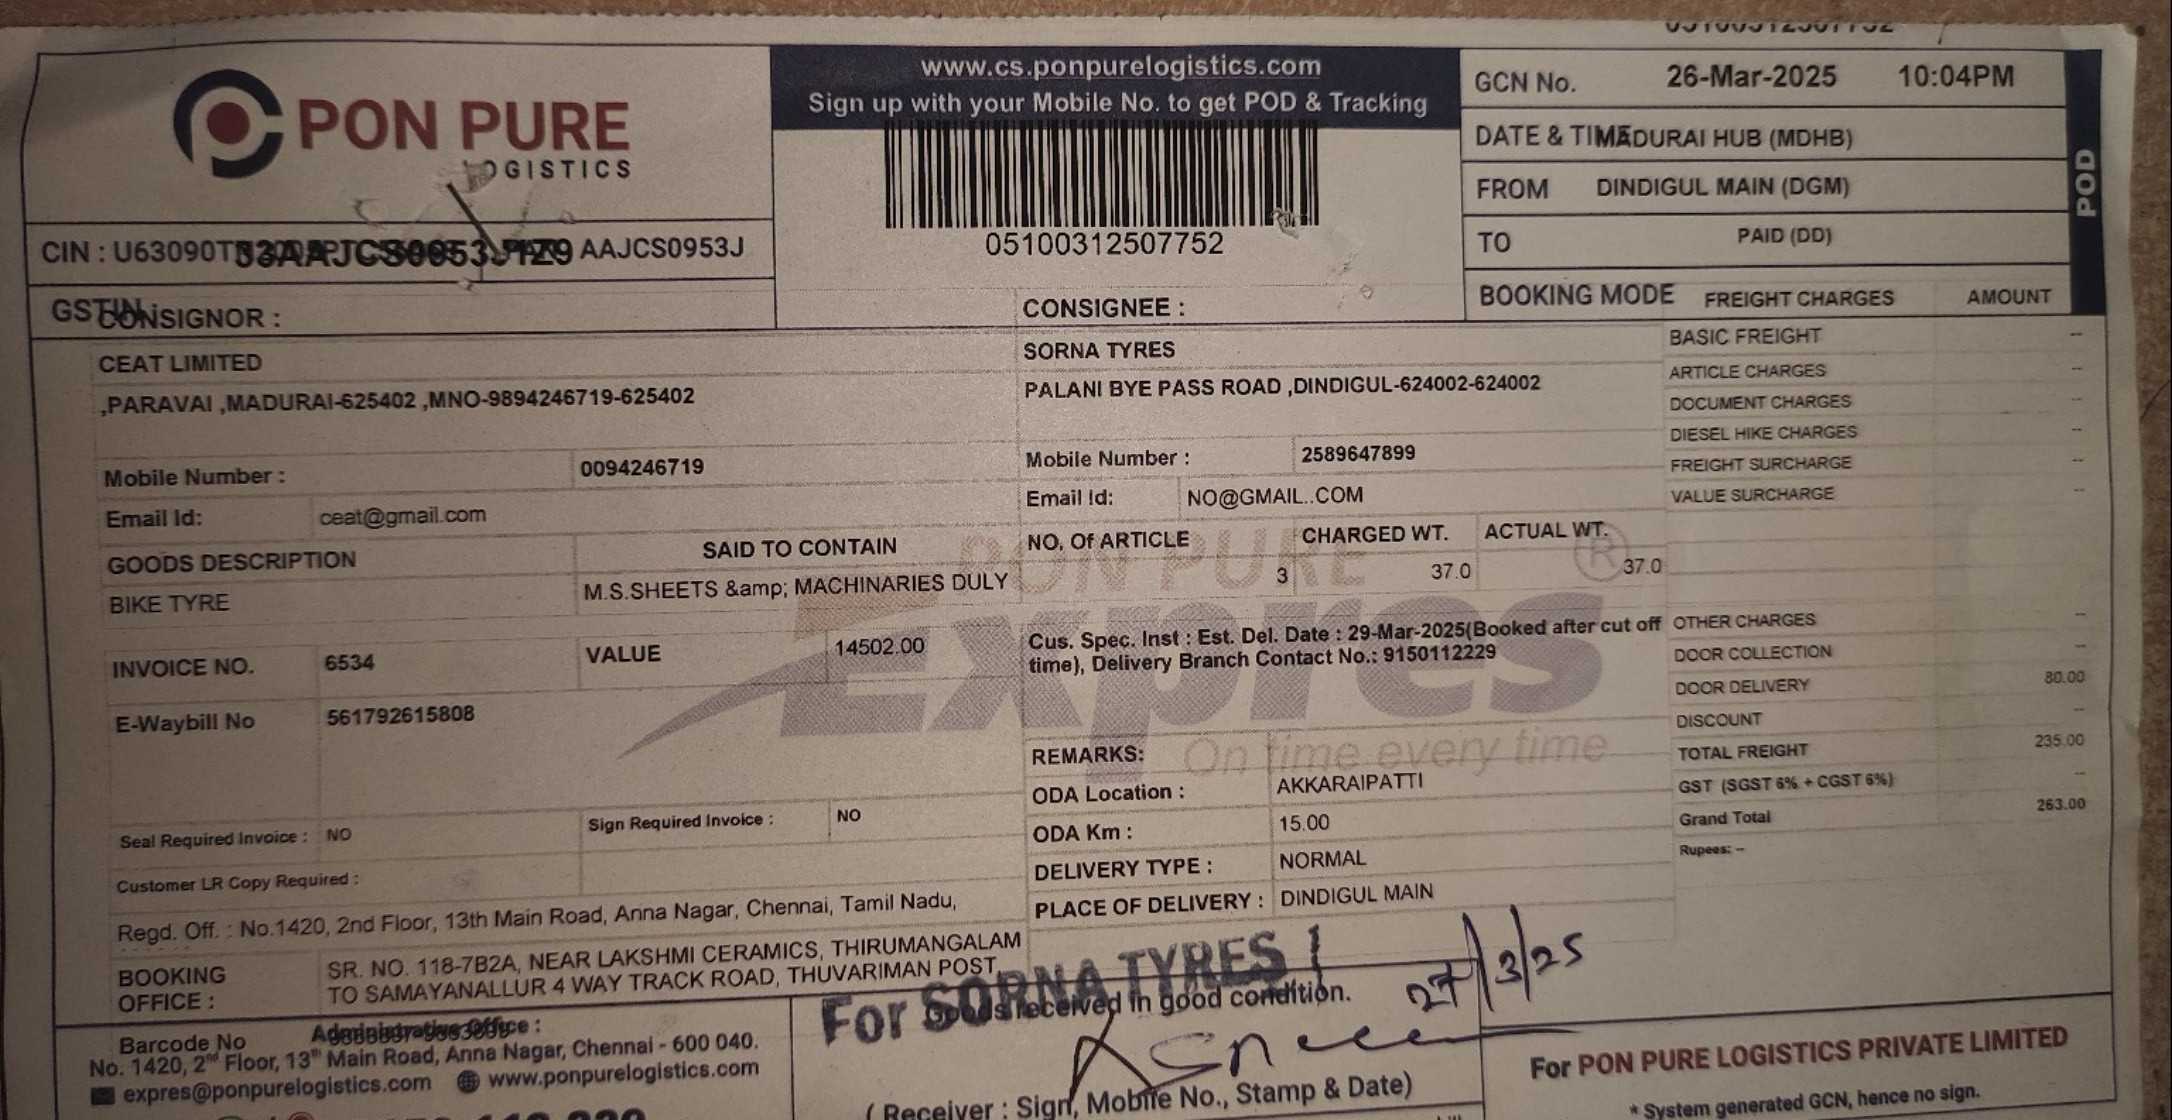 PON PURE
LOGISTICS
www.cs.ponpurelogistics.com
Sign up with your Mobile No. to get POD & Tracking
05100312507752
GCN No. 26-Mar-2025 10:04PM
DATE & TIME MADURAI HUB (MDHB)
FROM DINDIGUL MAIN (DGM)
TO PAID (DD)
BOOKING MODE FREIGHT CHARGES AMOUNT
POD
CIN : 33AAJCS0953J1Z9 AAJCS0953J
GSTIN
CONSIGNOR :
CEAT LIMITED
,PARAVAI ,MADURAI-625402 ,MNO-9894246719-625402
Mobile Number : 0094246719
Email Id: ceat@gmail.com
CONSIGNEE :
SORNA TYRES
PALANI BYE PASS ROAD ,DINDIGUL-624002-624002
Mobile Number : 2589647899
Email Id: NO@GMAIL..COM
BASIC FREIGHT --
ARTICLE CHARGES --
DOCUMENT CHARGES --
DIESEL HIKE CHARGES --
FREIGHT SURCHARGE --
VALUE SURCHARGE --
GOODS DESCRIPTION SAID TO CONTAIN NO, Of ARTICLE CHARGED WT. ACTUAL WT.
BIKE TYRE M.S.SHEETS &amp; MACHINARIES DULY 3 37.0 37.0
PON PURE ®
Expres
On time every time
INVOICE NO. 6534 VALUE 14502.00
E-Waybill No 561792615808
Cus. Spec. Inst : Est. Del. Date : 29-Mar-2025(Booked after cut off
time), Delivery Branch Contact No.: 9150112229
OTHER CHARGES --
DOOR COLLECTION --
DOOR DELIVERY 80.00
DISCOUNT --
TOTAL FREIGHT 235.00
GST (SGST 6% + CGST 6%) --
Grand Total 263.00
Rupees: --
REMARKS:
ODA Location : AKKARAIPATTI
ODA Km : 15.00
DELIVERY TYPE : NORMAL
PLACE OF DELIVERY : DINDIGUL MAIN
Seal Required Invoice : NO Sign Required Invoice : NO
Customer LR Copy Required :
Regd. Off. : No.1420, 2nd Floor, 13th Main Road, Anna Nagar, Chennai, Tamil Nadu,
BOOKING OFFICE : SR. NO. 118-7B2A, NEAR LAKSHMI CERAMICS, THIRUMANGALAM
TO SAMAYANALLUR 4 WAY TRACK ROAD, THUVARIMAN POST
Barcode No
Administrative Office :
No. 1420, 2nd Floor, 13th Main Road, Anna Nagar, Chennai - 600 040.
expres@ponpurelogistics.com www.ponpurelogistics.com
For SORNA TYRES
Goods received in good condition.
27/3/25
( Receiver : Sign, Mobile No., Stamp & Date)
For PON PURE LOGISTICS PRIVATE LIMITED
* System generated GCN, hence no sign.